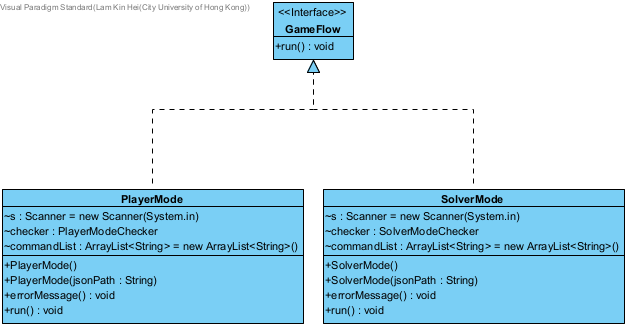 Visual Paradigm Standard(Lam Kin Hei(City University of Hong Kong))
<<Interface>>
GameFlow
+run() : void
PlayerMode
~s : Scanner = new Scanner(System.in)
~checker : PlayerModeChecker
~commandList : ArrayList<String> = new ArrayList<String>()
+PlayerMode()
+PlayerMode(jsonPath : String)
+errorMessage() : void
+run() : void
SolverMode
~s : Scanner = new Scanner(System.in)
~checker : SolverModeChecker
~commandList : ArrayList<String> = new ArrayList<String>()
+SolverMode()
+SolverMode(jsonPath : String)
+errorMessage() : void
+run() : void